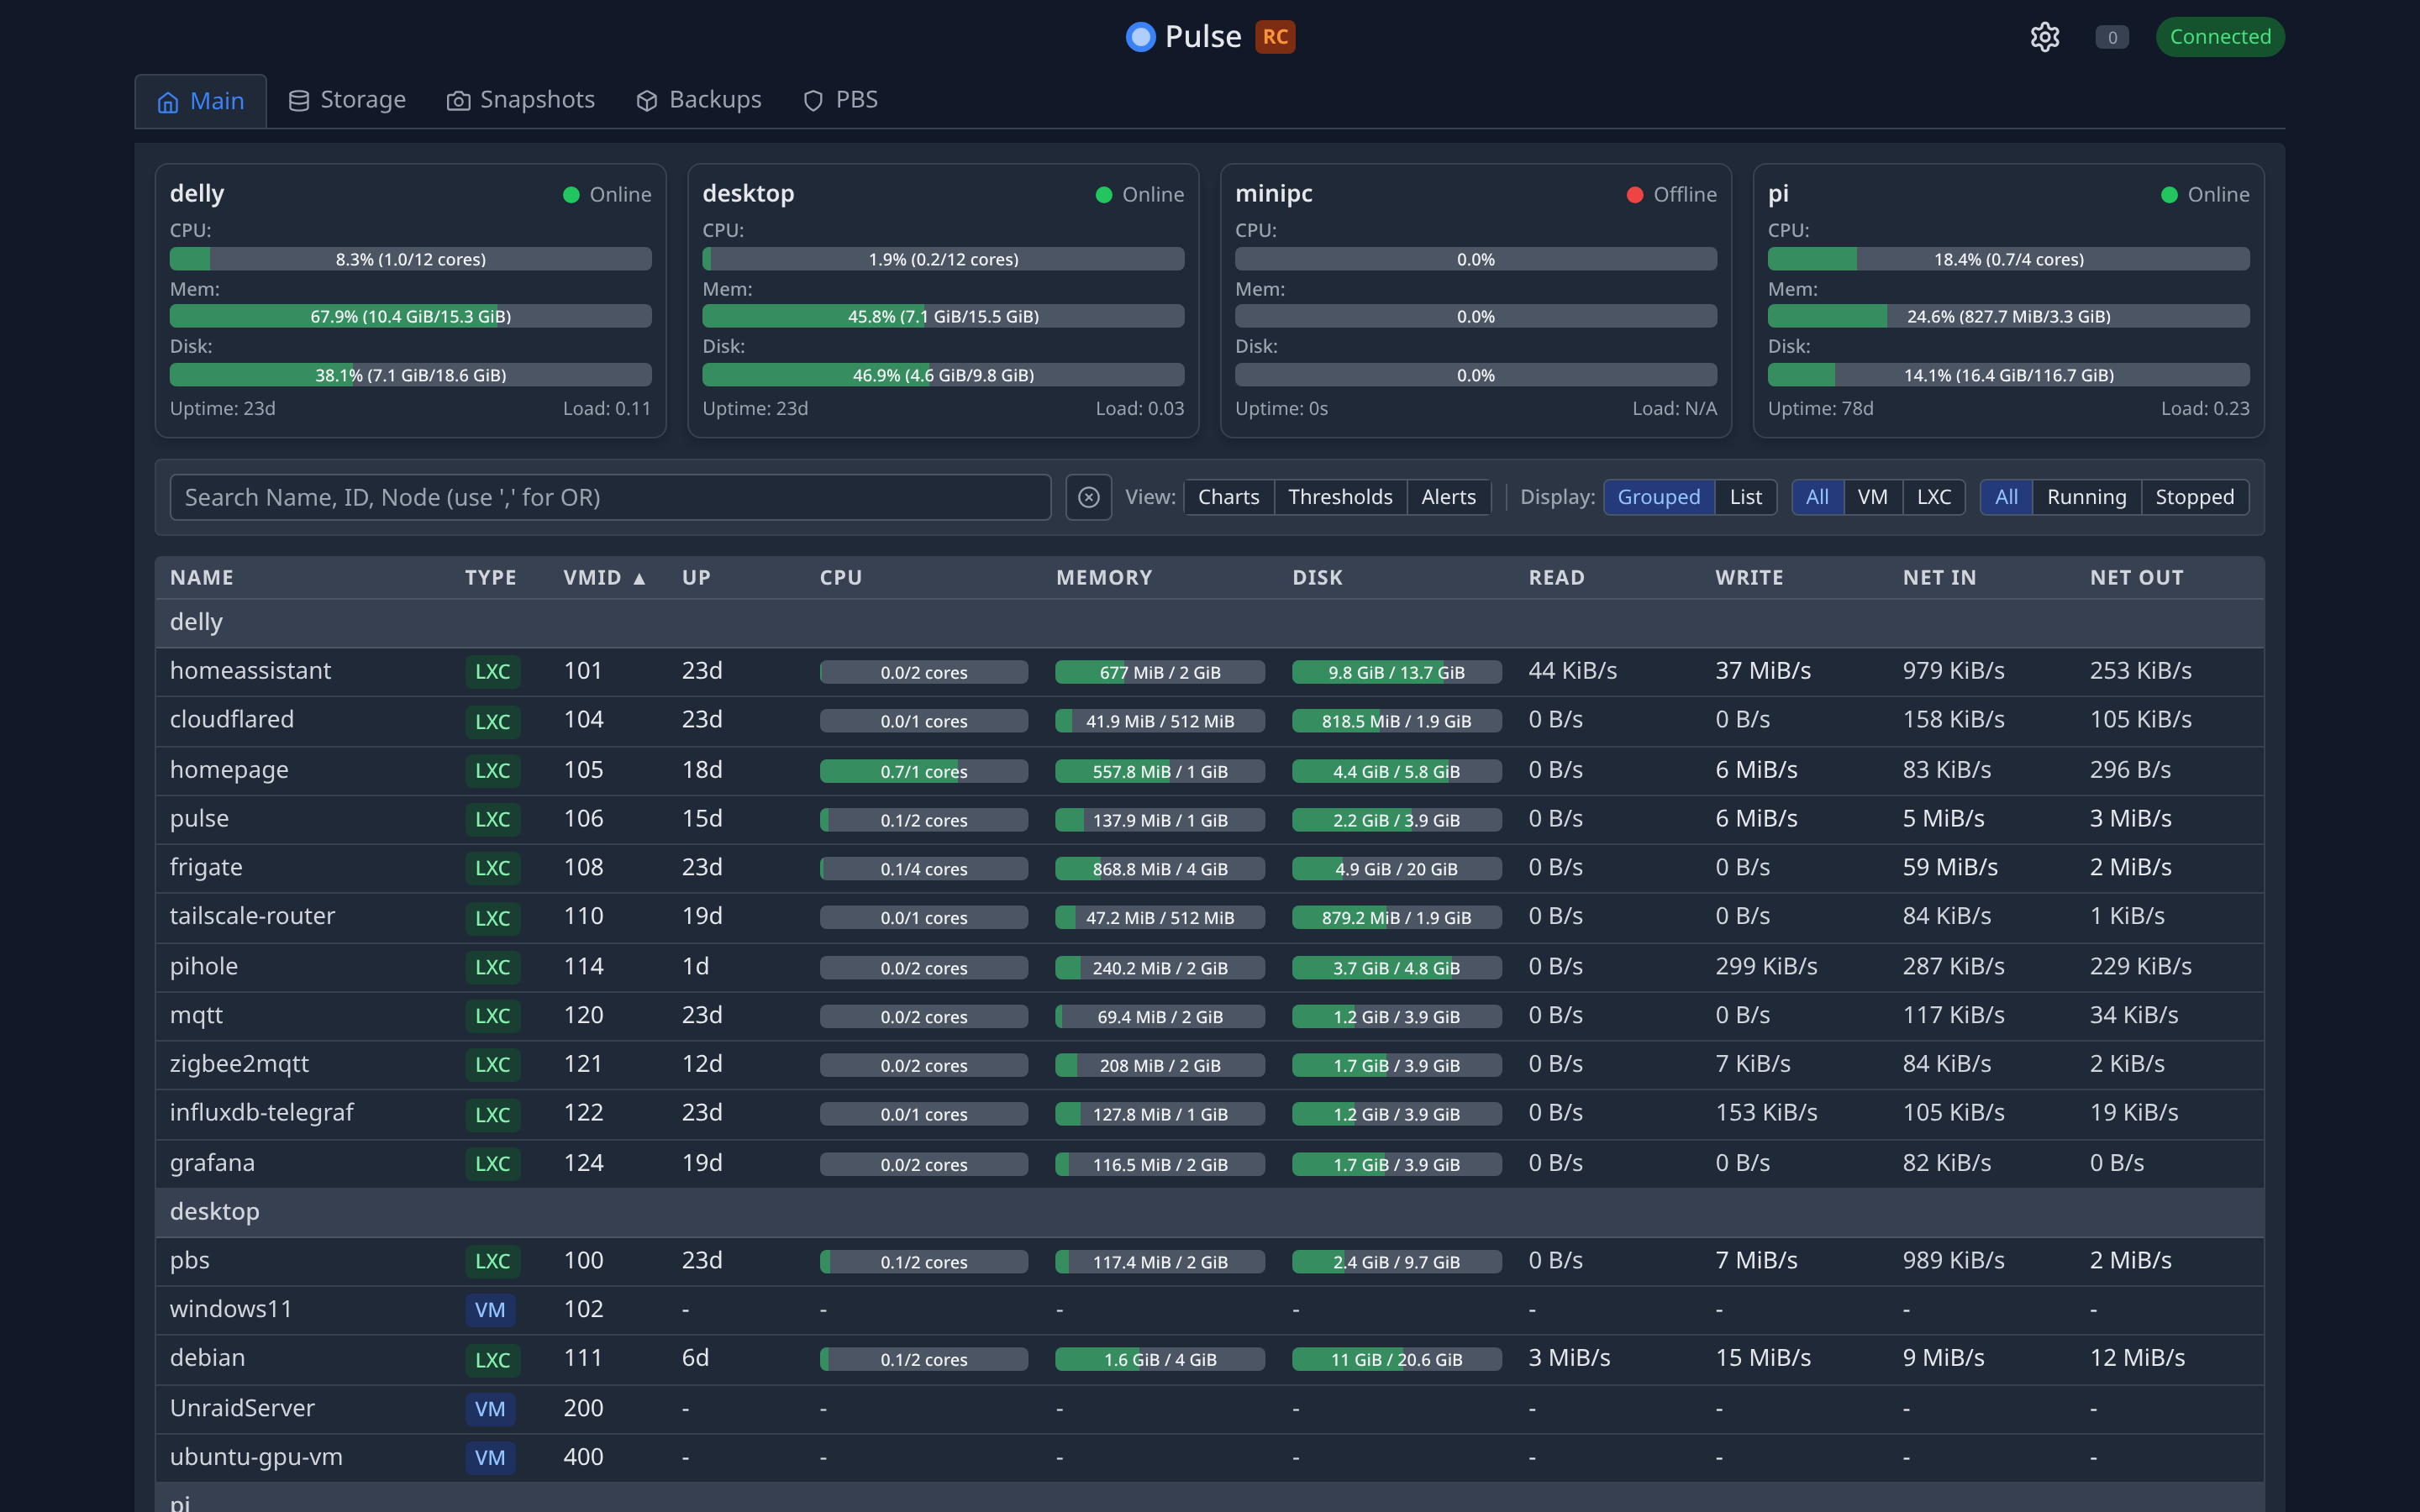 Pulse RC
0 Connected
Main Storage Snapshots Backups PBS
delly Online
CPU:
8.3% (1.0/12 cores)
Mem:
67.9% (10.4 GiB/15.3 GiB)
Disk:
38.1% (7.1 GiB/18.6 GiB)
Uptime: 23d Load: 0.11
desktop Online
CPU:
1.9% (0.2/12 cores)
Mem:
45.8% (7.1 GiB/15.5 GiB)
Disk:
46.9% (4.6 GiB/9.8 GiB)
Uptime: 23d Load: 0.03
minipc Offline
CPU:
0.0%
Mem:
0.0%
Disk:
0.0%
Uptime: 0s Load: N/A
pi Online
CPU:
18.4% (0.7/4 cores)
Mem:
24.6% (827.7 MiB/3.3 GiB)
Disk:
14.1% (16.4 GiB/116.7 GiB)
Uptime: 78d Load: 0.23
Search Name, ID, Node (use ',' for OR) View: Charts Thresholds Alerts Display: Grouped List All VM LXC All Running Stopped
NAME TYPE VMID ▲ UP CPU MEMORY DISK READ WRITE NET IN NET OUT
delly
homeassistant LXC 101 23d 0.0/2 cores 677 MiB / 2 GiB 9.8 GiB / 13.7 GiB 44 KiB/s 37 MiB/s 979 KiB/s 253 KiB/s
cloudflared LXC 104 23d 0.0/1 cores 41.9 MiB / 512 MiB 818.5 MiB / 1.9 GiB 0 B/s 0 B/s 158 KiB/s 105 KiB/s
homepage LXC 105 18d 0.7/1 cores 557.8 MiB / 1 GiB 4.4 GiB / 5.8 GiB 0 B/s 6 MiB/s 83 KiB/s 296 B/s
pulse LXC 106 15d 0.1/2 cores 137.9 MiB / 1 GiB 2.2 GiB / 3.9 GiB 0 B/s 6 MiB/s 5 MiB/s 3 MiB/s
frigate LXC 108 23d 0.1/4 cores 868.8 MiB / 4 GiB 4.9 GiB / 20 GiB 0 B/s 0 B/s 59 MiB/s 2 MiB/s
tailscale-router LXC 110 19d 0.0/1 cores 47.2 MiB / 512 MiB 879.2 MiB / 1.9 GiB 0 B/s 0 B/s 84 KiB/s 1 KiB/s
pihole LXC 114 1d 0.0/2 cores 240.2 MiB / 2 GiB 3.7 GiB / 4.8 GiB 0 B/s 299 KiB/s 287 KiB/s 229 KiB/s
mqtt LXC 120 23d 0.0/2 cores 69.4 MiB / 2 GiB 1.2 GiB / 3.9 GiB 0 B/s 0 B/s 117 KiB/s 34 KiB/s
zigbee2mqtt LXC 121 12d 0.0/2 cores 208 MiB / 2 GiB 1.7 GiB / 3.9 GiB 0 B/s 7 KiB/s 84 KiB/s 2 KiB/s
influxdb-telegraf LXC 122 23d 0.0/1 cores 127.8 MiB / 1 GiB 1.2 GiB / 3.9 GiB 0 B/s 153 KiB/s 105 KiB/s 19 KiB/s
grafana LXC 124 19d 0.0/2 cores 116.5 MiB / 2 GiB 1.7 GiB / 3.9 GiB 0 B/s 0 B/s 82 KiB/s 0 B/s
desktop
pbs LXC 100 23d 0.1/2 cores 117.4 MiB / 2 GiB 2.4 GiB / 9.7 GiB 0 B/s 7 MiB/s 989 KiB/s 2 MiB/s
windows11 VM 102 - - - - - - - -
debian LXC 111 6d 0.1/2 cores 1.6 GiB / 4 GiB 11 GiB / 20.6 GiB 3 MiB/s 15 MiB/s 9 MiB/s 12 MiB/s
UnraidServer VM 200 - - - - - - - -
ubuntu-gpu-vm VM 400 - - - - - - - -
pi